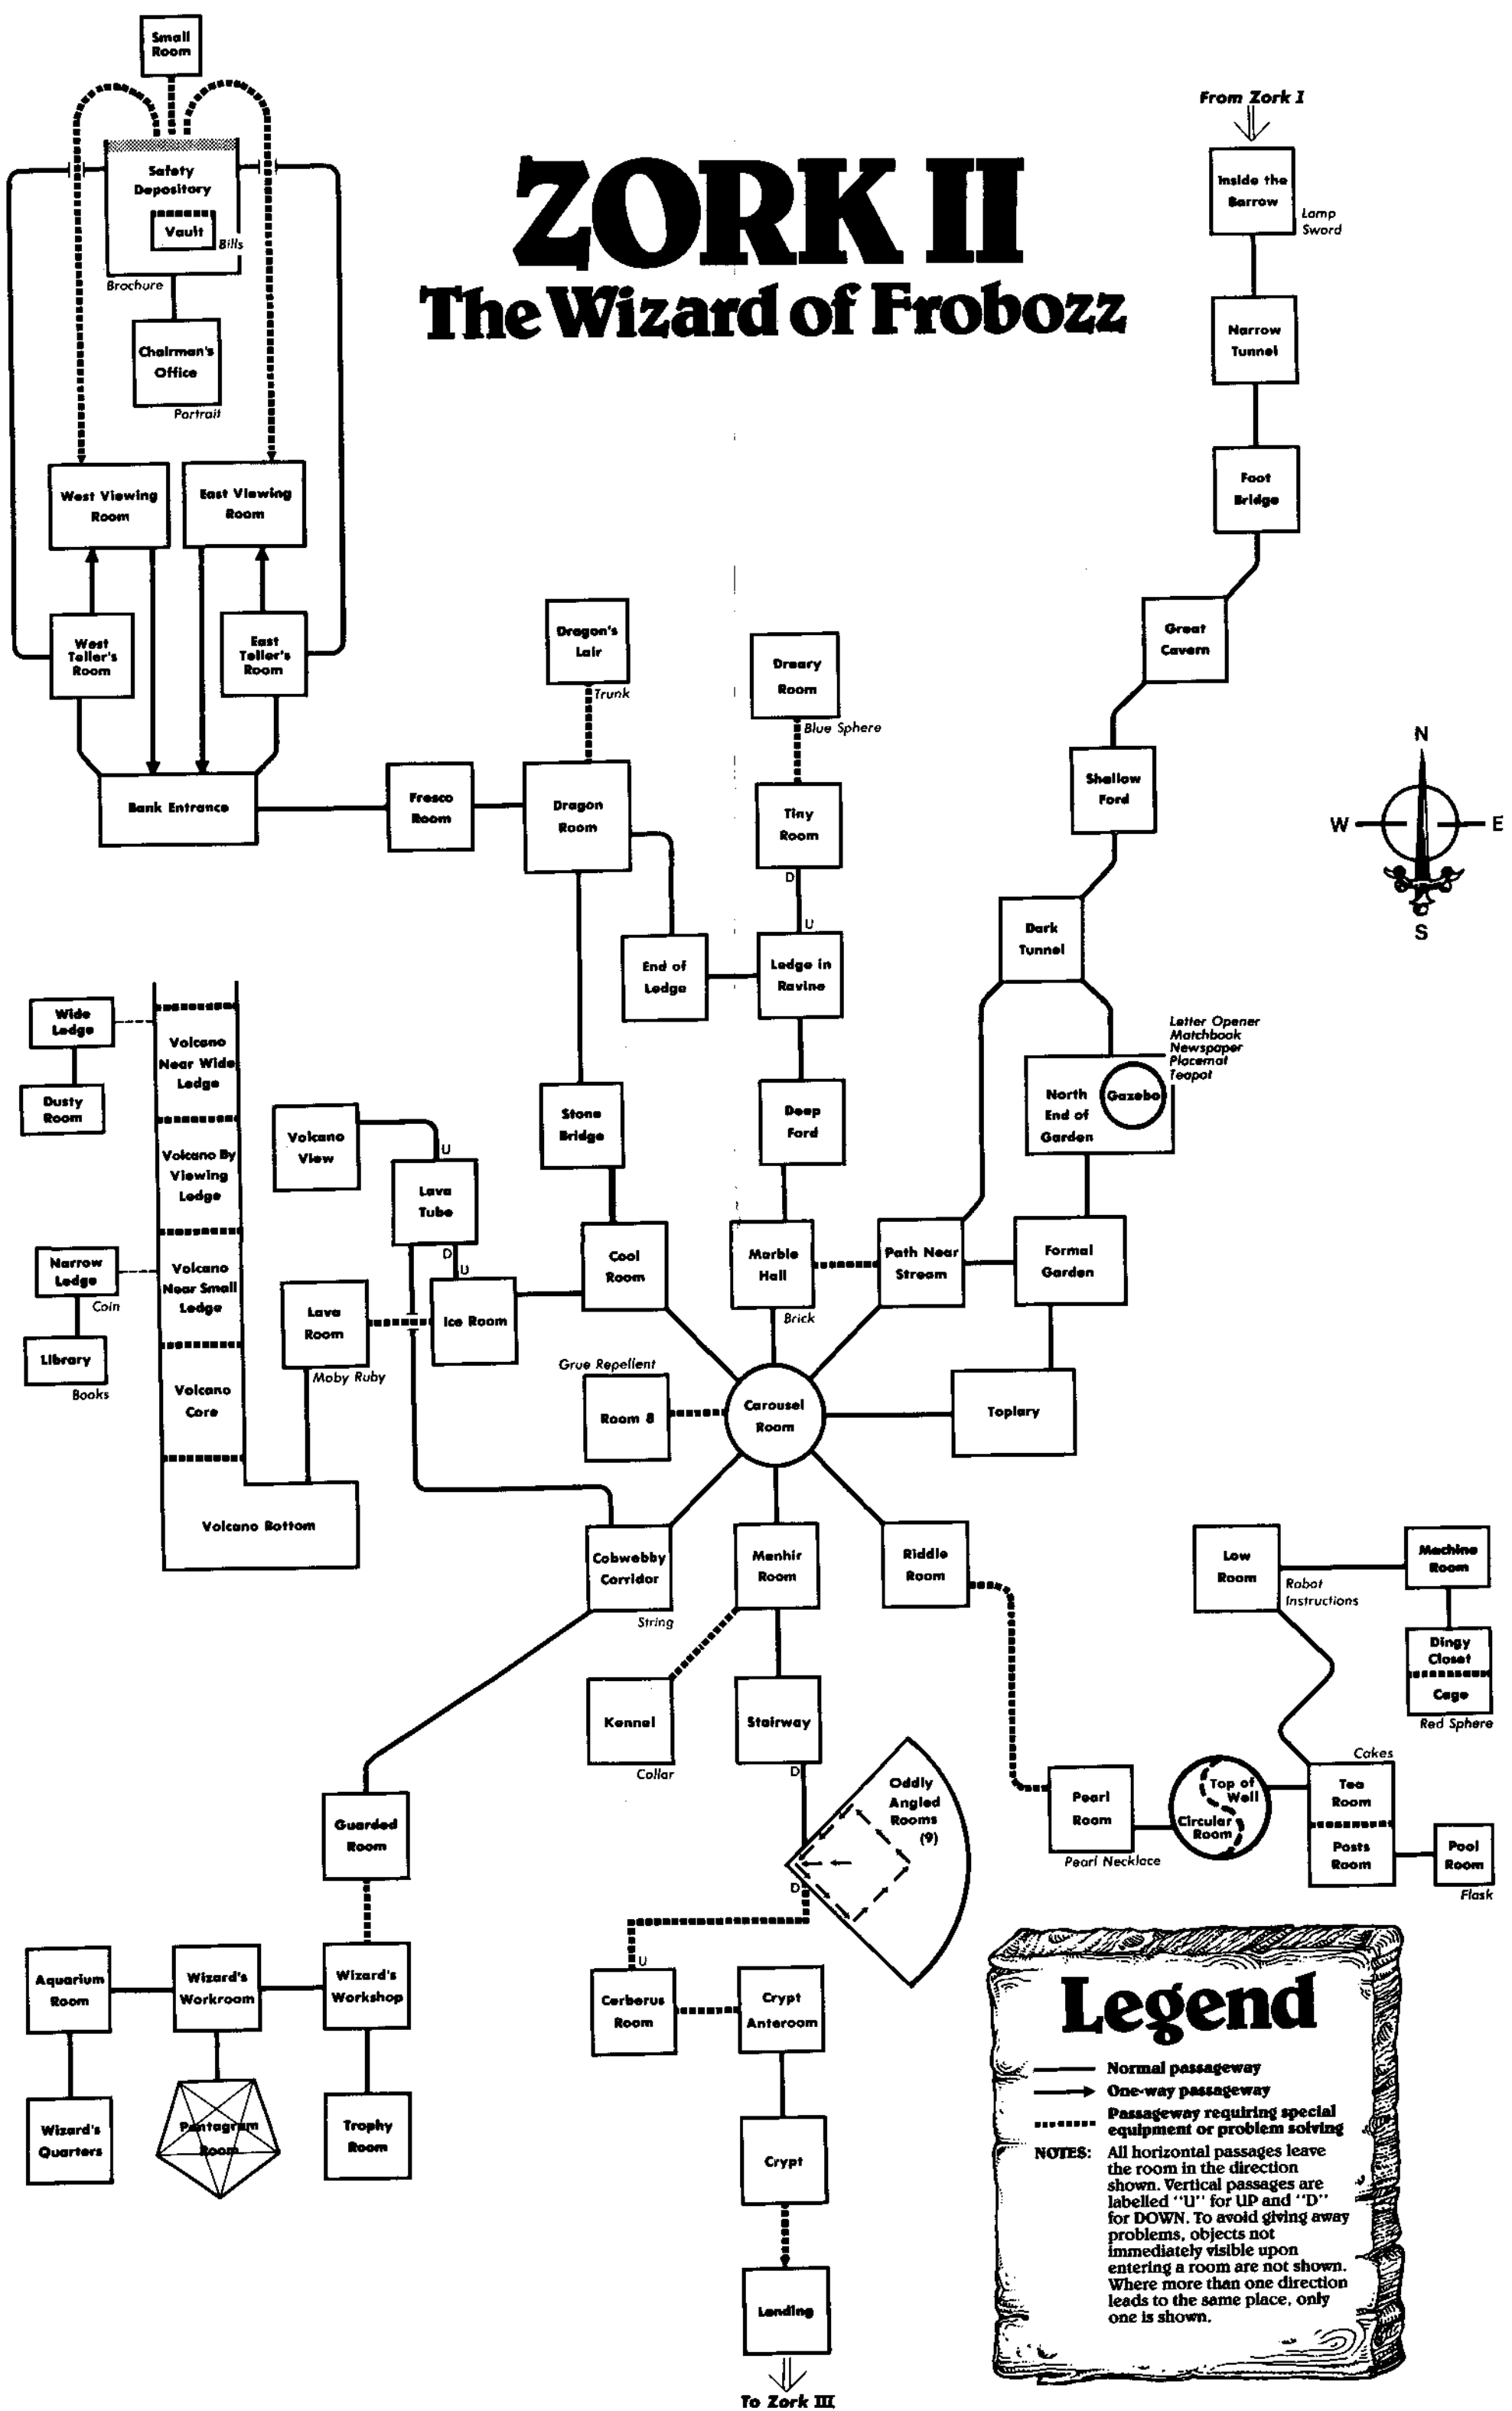 Small
Room
From Zork I
ZORK II
The Wizard of Frobozz
Safety
Depository
Vault
Bills
Brochure
Chairman's
Office
Portrait
Inside the
Barrow
Lamp
Sword
Narrow
Tunnel
Foot
Bridge
West Viewing
Room
East Viewing
Room
West
Teller's
Room
East
Teller's
Room
Dragon's
Lair
Trunk
Dreary
Room
Blue Sphere
Great
Cavern
Bank Entrance
Fresco
Room
Dragon
Room
Tiny
Room
D
U
Shallow
Ford
N
W
E
S
End of
Ledge
Ledge in
Ravine
Dark
Tunnel
Wide
Ledge
Dusty
Room
Volcano
Near Wide
Ledge
Volcano By
Viewing
Ledge
Volcano
Near Small
Ledge
Volcano
Core
Volcano Bottom
Narrow
Ledge
Coin
Library
Books
Volcano
View
U
Lava
Tube
D
U
Lava
Room
Moby Ruby
Ice Room
Stone
Bridge
Cool
Room
Deep
Ford
Marble
Hall
Brick
Path Near
Stream
Letter Opener
Matchbook
Newspaper
Placemat
Teapot
North
End of
Garden
Gazebo
Formal
Garden
Grue Repellent
Room 8
Carousel
Room
Topiary
Cobwebby
Corridor
String
Menhir
Room
Riddle
Room
Low
Room
Robot
Instructions
Machine
Room
Dingy
Closet
Cage
Red Sphere
Kennel
Collar
Stairway
D
Oddly
Angled
Rooms
(9)
D
Pearl
Room
Pearl Necklace
Top of
Well
Circular
Room
Cakes
Tea
Room
Posts
Room
Pool
Room
Flask
Guarded
Room
Aquarium
Room
Wizard's
Workroom
Wizard's
Workshop
Wizard's
Quarters
Pentagram
Room
Trophy
Room
U
Cerberus
Room
Crypt
Anteroom
Crypt
Landing
To Zork III
Legend
Normal passageway
One-way passageway
Passageway requiring special
equipment or problem solving
NOTES: All horizontal passages leave
the room in the direction
shown. Vertical passages are
labelled "U" for UP and "D"
for DOWN. To avoid giving away
problems, objects not
immediately visible upon
entering a room are not shown.
Where more than one direction
leads to the same place, only
one is shown.